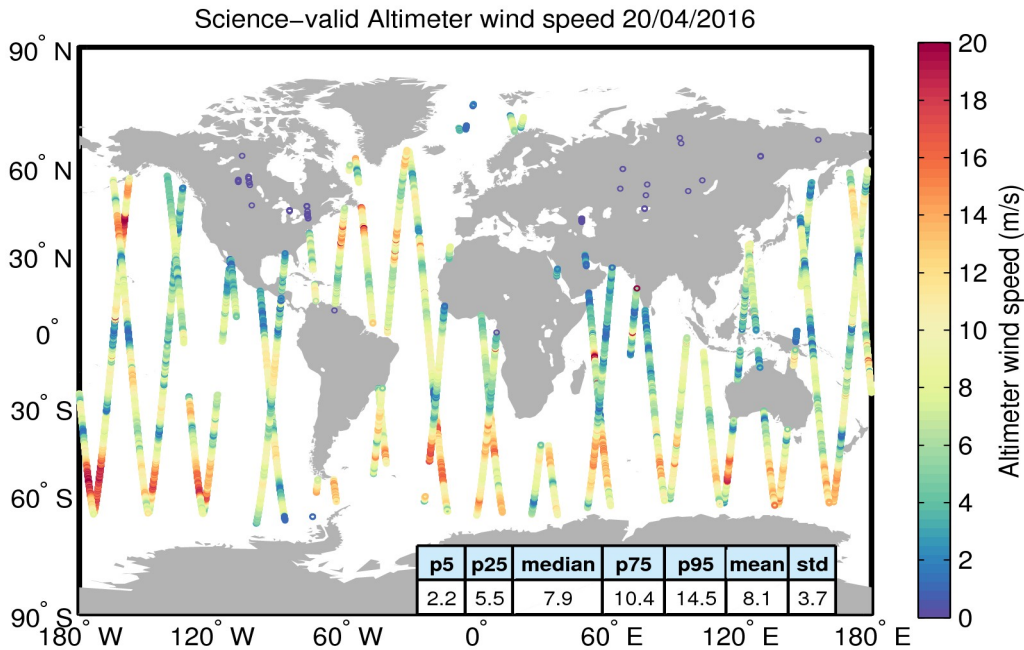 Science−valid Altimeter wind speed 20/04/2016
90° N
60° N
30° N
0°
30° S
60° S
90° S
180° W
120° W
60° W
0°
60° E
120° E
180° E
p5 p25 median p75 p95 mean std
2.2 5.5 7.9 10.4 14.5 8.1 3.7
20
18
16
14
12
10
8
6
4
2
0
Altimeter wind speed (m/s)